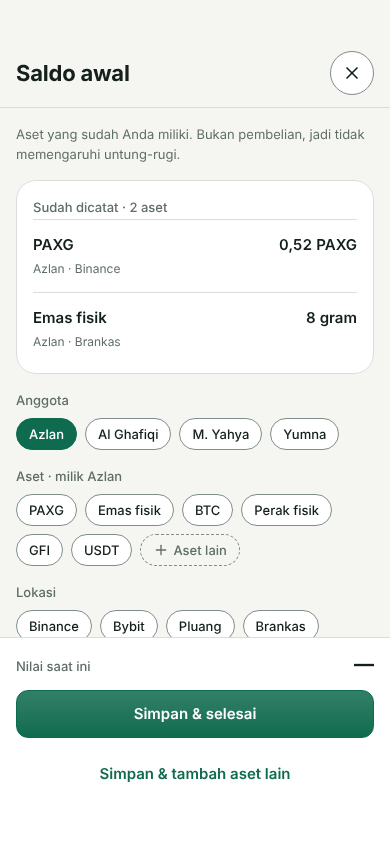 Saldo awal
Aset yang sudah Anda miliki. Bukan pembelian, jadi tidak
memengaruhi untung-rugi.
Sudah dicatat · 2 aset
PAXG 0,52 PAXG
Azlan · Binance
Emas fisik 8 gram
Azlan · Brankas
Anggota
Azlan Al Ghafiqi M. Yahya Yumna
Aset · milik Azlan
PAXG Emas fisik BTC Perak fisik
GFI USDT + Aset lain
Lokasi
Binance Bybit Pluang Brankas
Nilai saat ini —
Simpan & selesai
Simpan & tambah aset lain